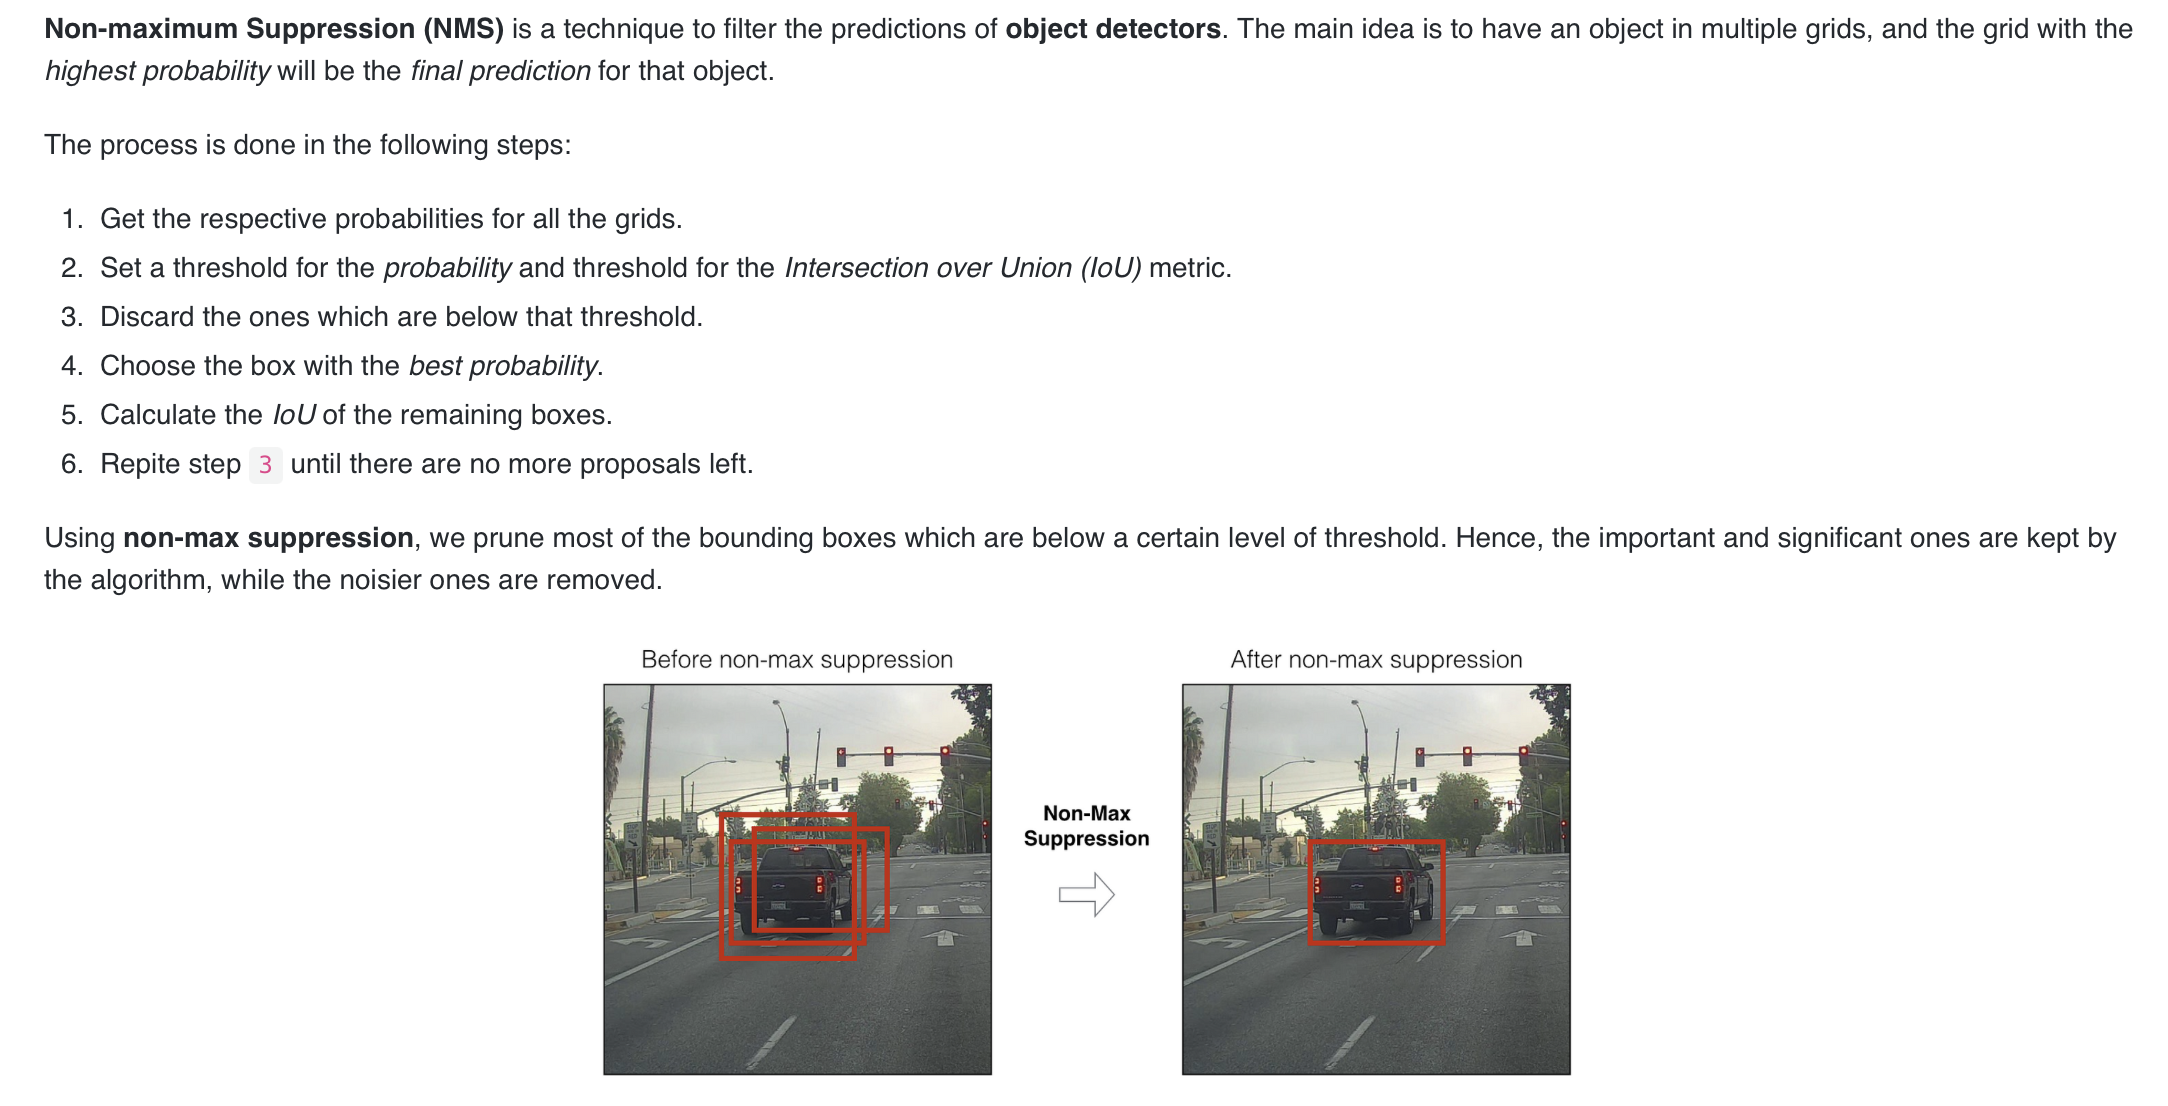 Non-maximum Suppression (NMS) is a technique to filter the predictions of object detectors. The main idea is to have an object in multiple grids, and the grid with the
highest probability will be the final prediction for that object.
The process is done in the following steps:
1. Get the respective probabilities for all the grids.
2. Set a threshold for the probability and threshold for the Intersection over Union (IoU) metric.
3. Discard the ones which are below that threshold.
4. Choose the box with the best probability.
5. Calculate the IoU of the remaining boxes.
6. Repite step 3 until there are no more proposals left.
Using non-max suppression, we prune most of the bounding boxes which are below a certain level of threshold. Hence, the important and significant ones are kept by
the algorithm, while the noisier ones are removed.
Before non-max suppression
After non-max suppression
Non-Max
Suppression